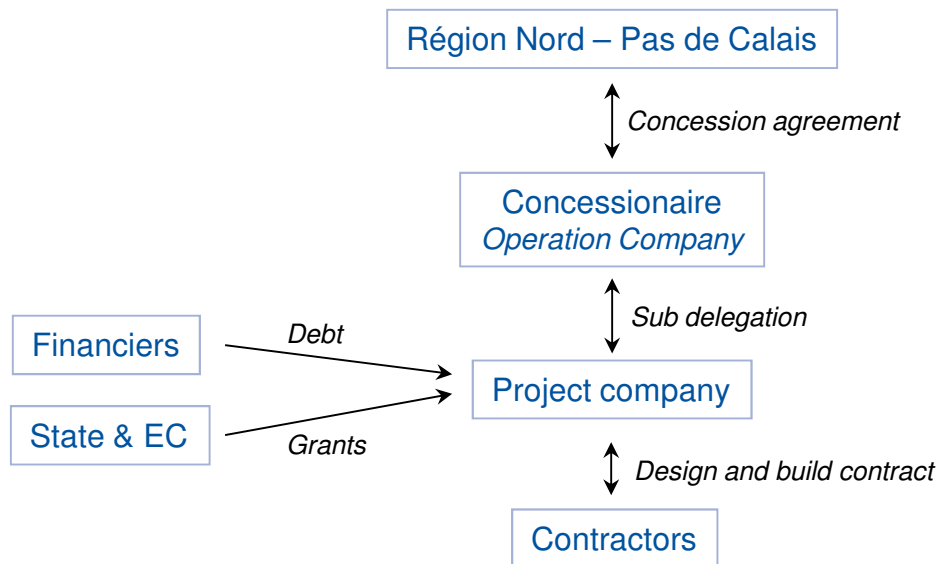 Région Nord – Pas de Calais
Concession agreement
Concessionaire
Operation Company
Sub delegation
Financiers
Debt
Project company
State & EC
Grants
Design and build contract
Contractors